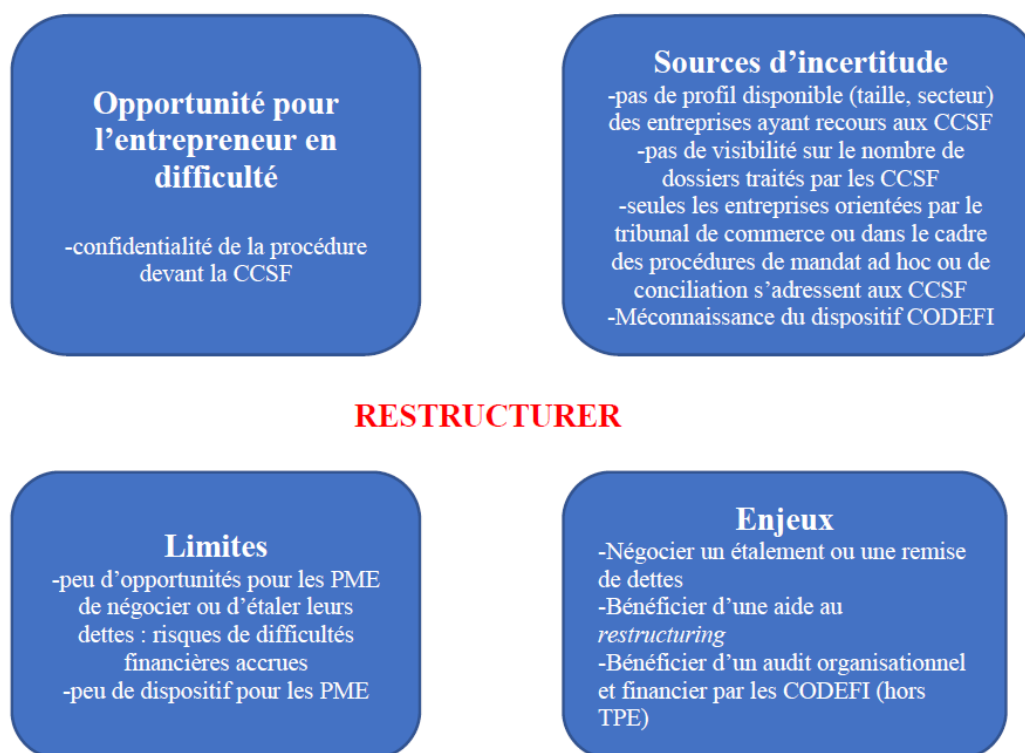 Opportunité pour
l'entrepreneur en
difficulté
-confidentialité de la procédure
devant la CCSF
Sources d'incertitude
-pas de profil disponible (taille, secteur)
des entreprises ayant recours aux CCSF
-pas de visibilité sur le nombre de
dossiers traités par les CCSF
-seules les entreprises orientées par le
tribunal de commerce ou dans le cadre
des procédures de mandat ad hoc ou de
conciliation s'adressent aux CCSF
-Méconnaissance du dispositif CODEFI
RESTRUCTURER
Limites
-peu d'opportunités pour les PME
de négocier ou d'étaler leurs
dettes : risques de difficultés
financières accrues
-peu de dispositif pour les PME
Enjeux
-Négocier un étalement ou une remise
de dettes
-Bénéficier d'une aide au
restructuring
-Bénéficier d'un audit organisationnel
et financier par les CODEFI (hors
TPE)